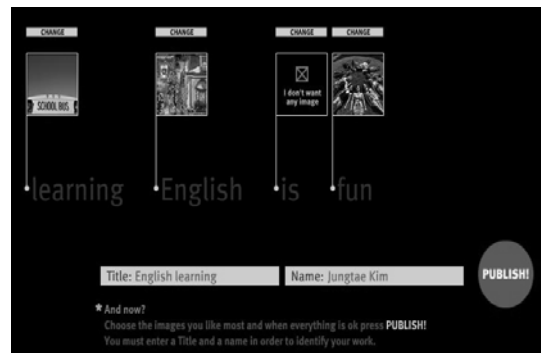 CHANGE CHANGE CHANGE CHANGE
SCHOOL BUS
I don't want
any image
learning English is fun
Title: English learning Name: Jungtae Kim
PUBLISH!
And now?
Choose the images you like most and when everything is ok press PUBLISH!
You must enter a Title and a name in order to identify your work.